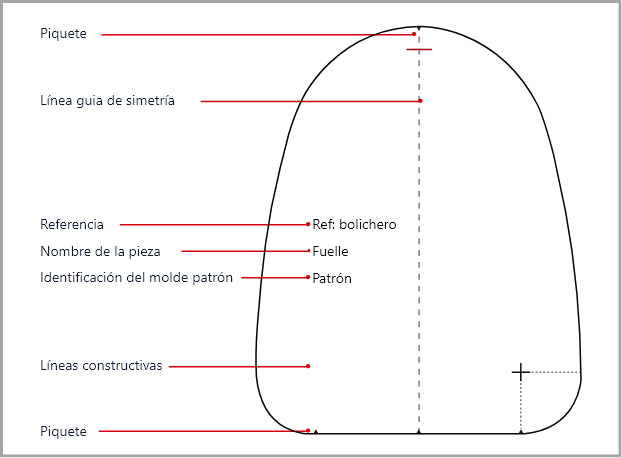 Piquete
Línea guia de simetría
Referencia
Ref: bolichero
Nombre de la pieza
Fuelle
Identificación del molde patrón
Patrón
Líneas constructivas
Piquete